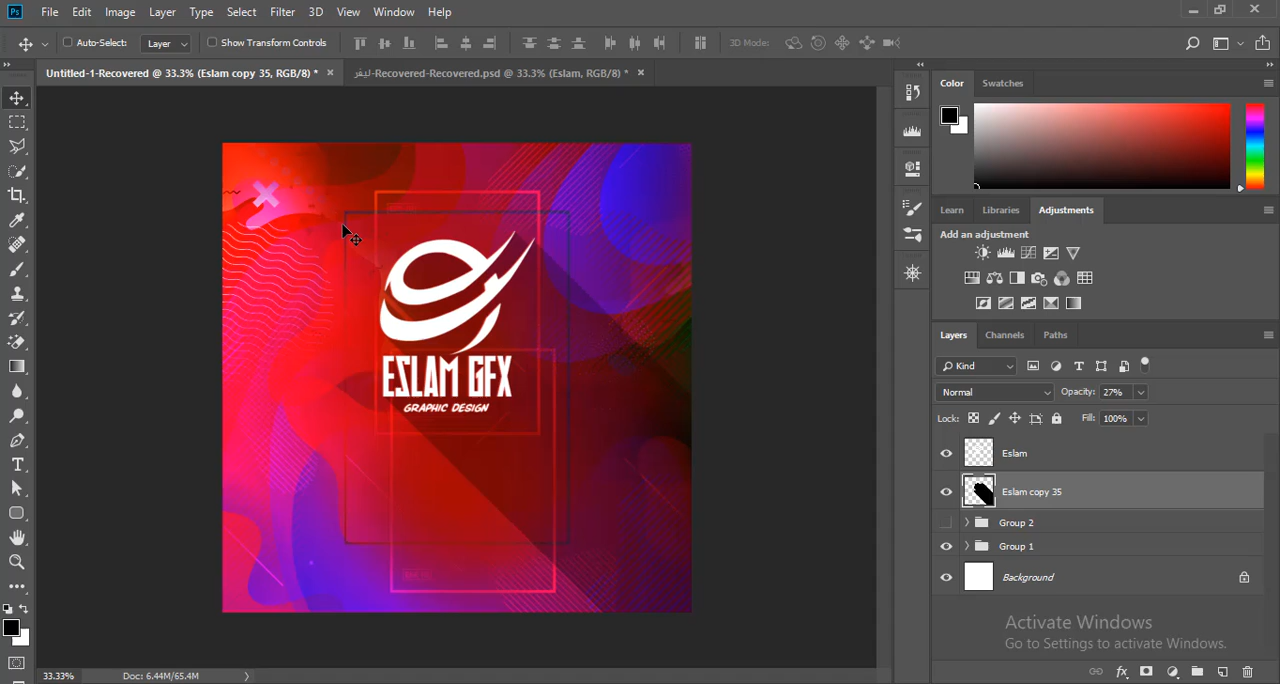 Ps File Edit Image Layer Type Select Filter 3D View Window Help
Auto-Select: Layer Show Transform Controls 3D Mode:
Untitled-1-Recovered @ 33.3% (Eslam copy 35, RGB/8) * × ليڤر-Recovered-Recovered.psd @ 33.3% (Eslam, RGB/8) * ×
Color Swatches
Learn Libraries Adjustments
Add an adjustment
ESLAM GFX
GRAPHIC DESIGN
Layers Channels Paths
Kind
Normal Opacity: 27%
Lock: Fill: 100%
Eslam
Eslam copy 35
Group 2
Group 1
Background
Activate Windows
Go to Settings to activate Windows.
33.33% Doc: 6.44M/65.4M